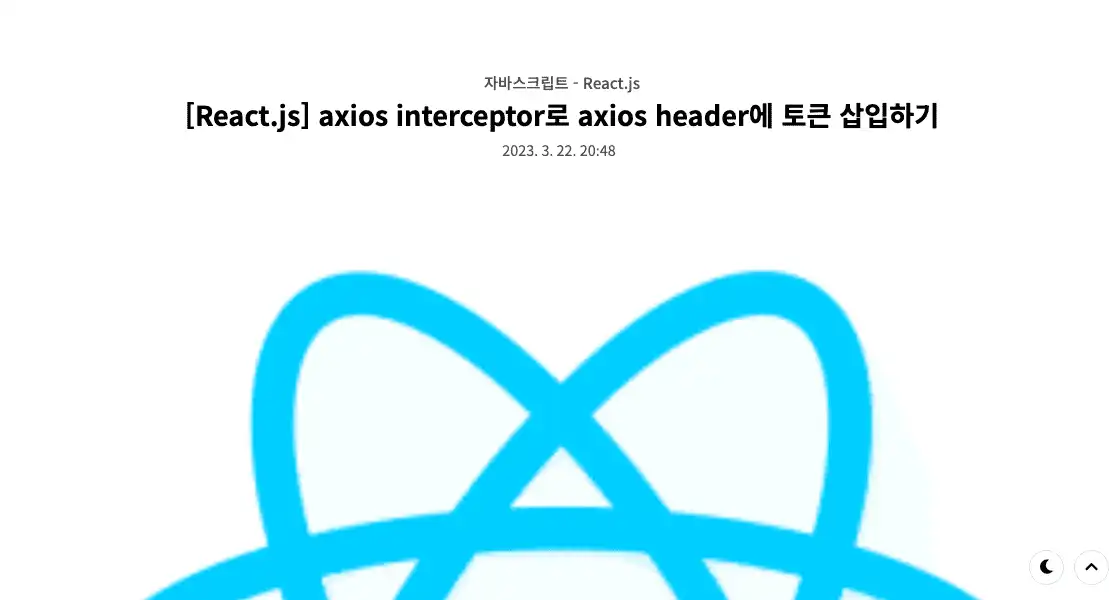 자바스크립트 - React.js
[React.js] axios interceptor로 axios header에 토큰 삽입하기
2023. 3. 22. 20:48